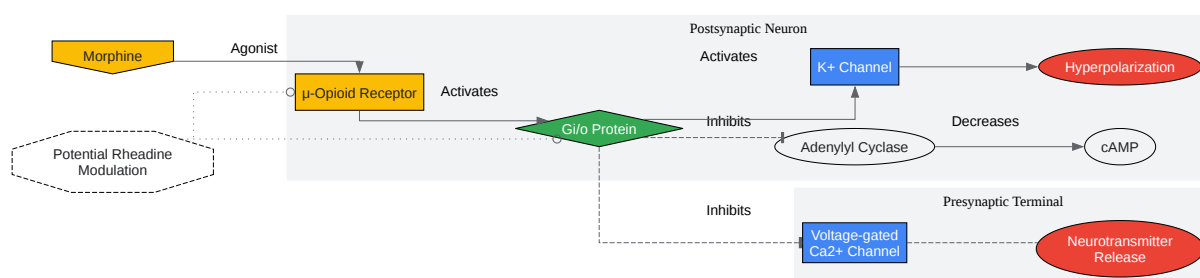 Postsynaptic Neuron
Morphine
Agonist
μ-Opioid Receptor
Activates
Gi/o Protein
Activates
K+ Channel
Hyperpolarization
Inhibits
Adenylyl Cyclase
Decreases
cAMP
Potential Rheadine
Modulation
Inhibits
Presynaptic Terminal
Voltage-gated
Ca2+ Channel
Neurotransmitter
Release